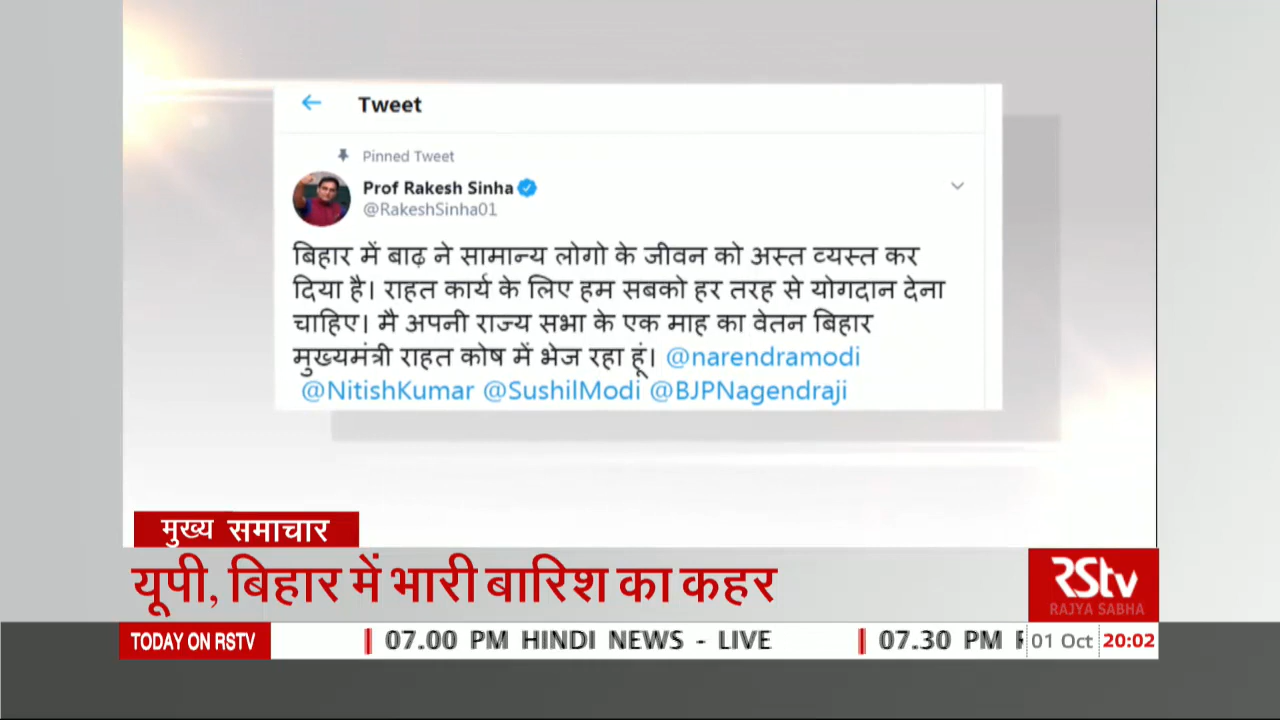 Tweet
Pinned Tweet
Prof Rakesh Sinha
@RakeshSinha01
बिहार में बाढ़ ने सामान्य लोगो के जीवन को अस्त व्यस्त कर
दिया है। राहत कार्य के लिए हम सबको हर तरह से योगदान देना
चाहिए। मै अपनी राज्य सभा के एक माह का वेतन बिहार
मुख्यमंत्री राहत कोष में भेज रहा हूं। @narendramodi
@NitishKumar @SushilModi @BJPNagendraji
मुख्य समाचार
यूपी, बिहार में भारी बारिश का कहर
RStv
RAJYA SABHA
TODAY ON RSTV
07.00 PM HINDI NEWS - LIVE
07.30 PM
01 Oct
20:02